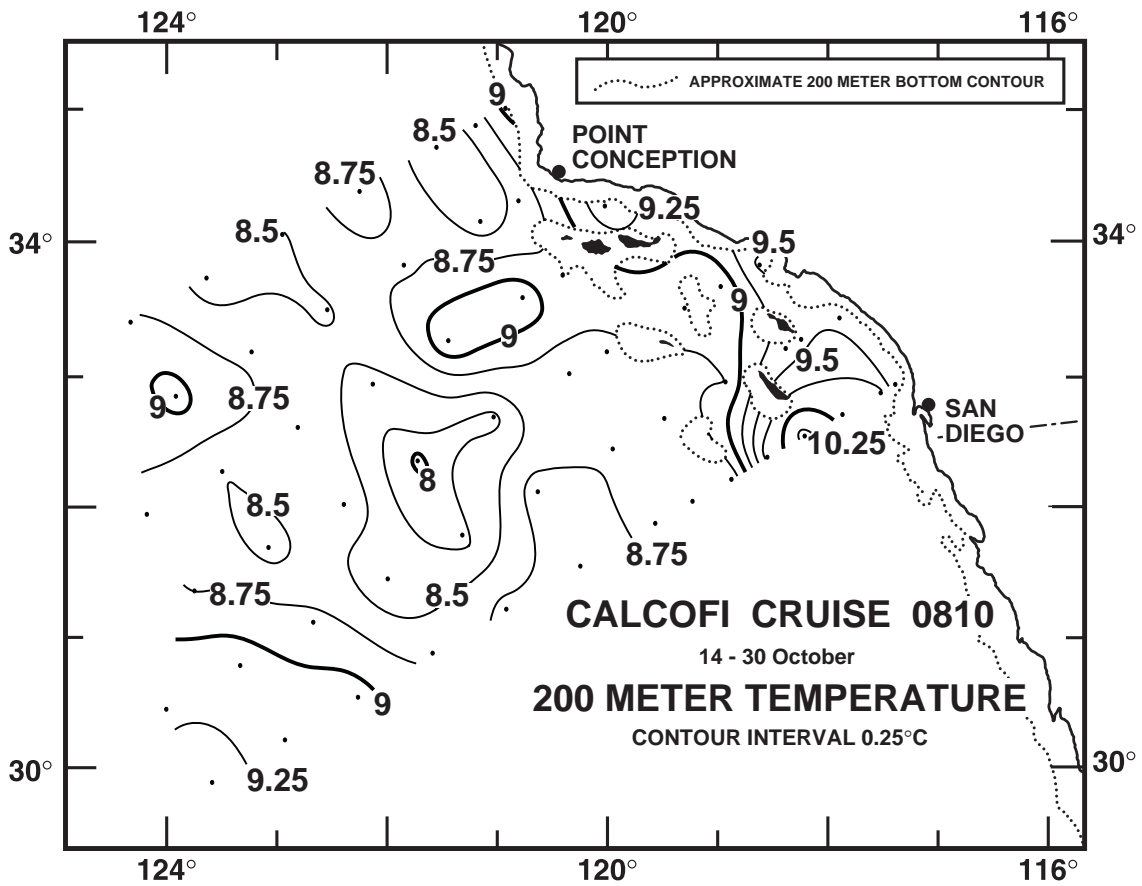 124° 120° 116°
APPROXIMATE 200 METER BOTTOM CONTOUR
9
8.5
POINT
CONCEPTION
8.75
9.25
8.5
34°
34°
9.5
8.75
9
9
9.5
8.75
9
SAN
DIEGO
10.25
8
8.5
8.75
8.75
8.5
CALCOFI CRUISE 0810
14 - 30 October
200 METER TEMPERATURE
9
CONTOUR INTERVAL 0.25°C
30°
30°
9.25
124° 120° 116°